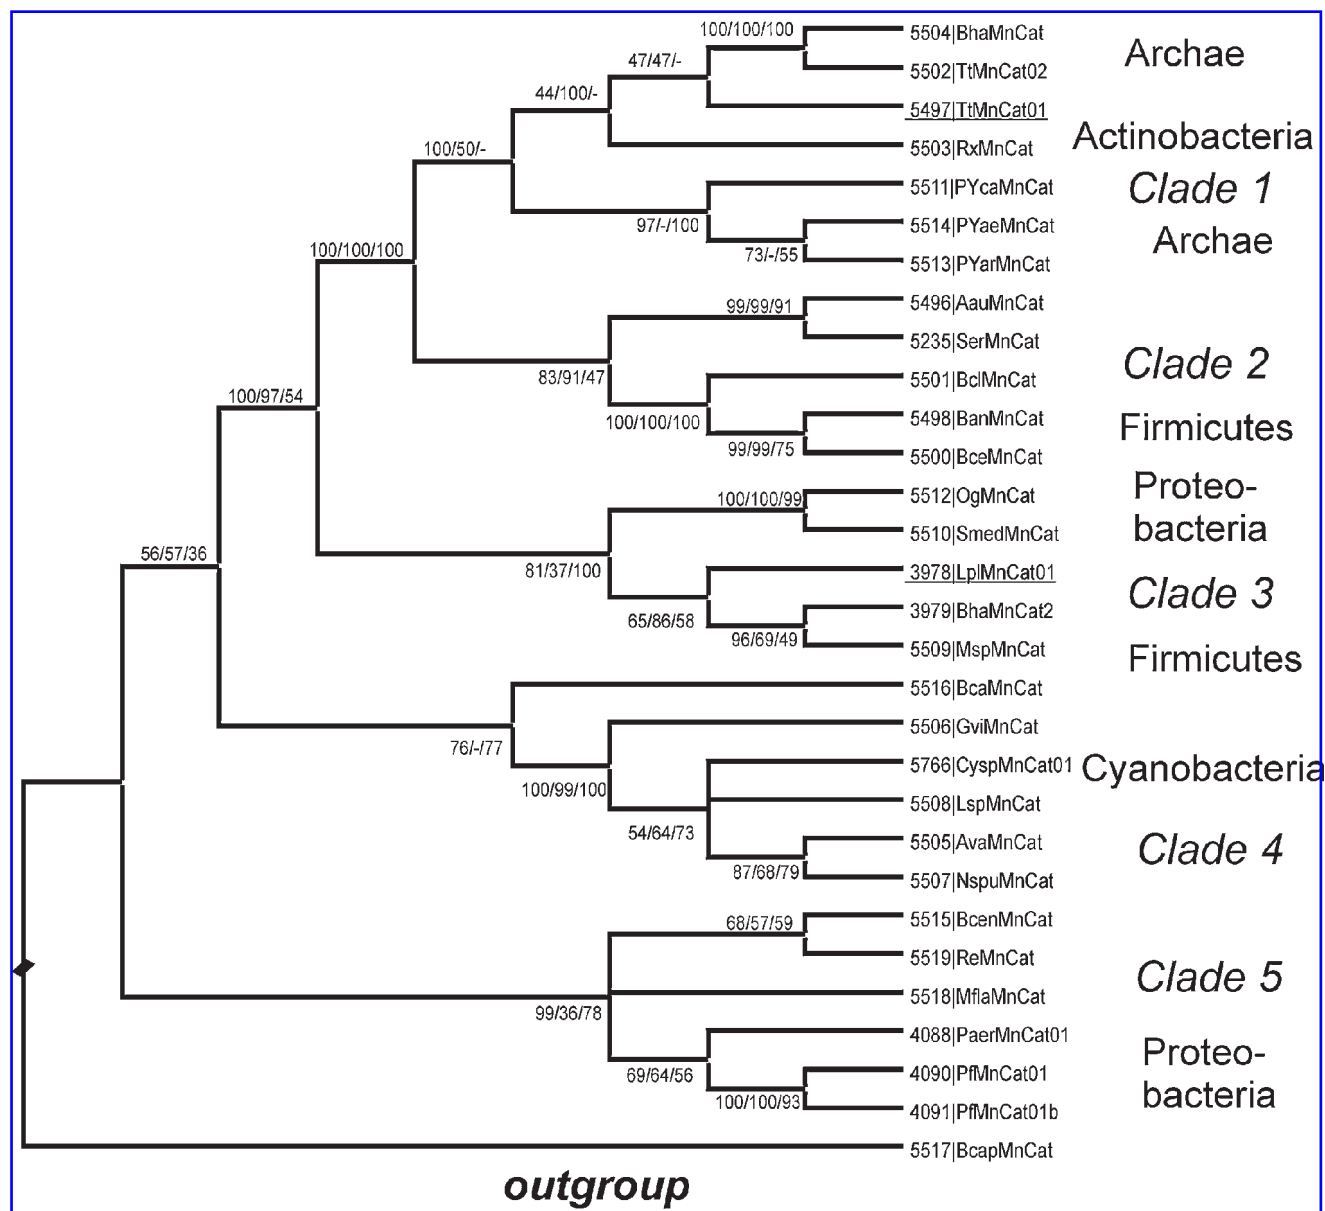 100/100/100
5504|BhaMnCat
Archae
47/47/-
5502|TtMnCat02
44/100/-
5497|TtMnCat01
Actinobacteria
100/50/-
5503|RxMnCat
5511|PYcaMnCat
Clade 1
97/-/100
5514|PYaeMnCat
Archae
100/100/100
73/-/55
5513|PYarMnCat
99/99/91
5496|AauMnCat
5235|SerMnCat
Clade 2
83/91/47
5501|BclMnCat
100/97/54
100/100/100
5498|BanMnCat
Firmicutes
99/99/75
5500|BceMnCat
100/100/99
5512|OgMnCat
Proteo-
bacteria
5510|SmedMnCat
56/57/36
81/37/100
3978|LplMnCat01
Clade 3
65/86/58
3979|BhaMnCat2
96/69/49
5509|MspMnCat
Firmicutes
5516|BcaMnCat
76/-/77
5506|GviMnCat
5766|CyspMnCat01
Cyanobacteria
100/99/100
5508|LspMnCat
54/64/73
5505|AvaMnCat
Clade 4
87/68/79
5507|NspuMnCat
68/57/59
5515|BcenMnCat
5519|ReMnCat
Clade 5
5518|MflaMnCat
99/36/78
4088|PaerMnCat01
Proteo-
bacteria
69/64/56
4090|PfMnCat01
100/100/93
4091|PfMnCat01b
5517|BcapMnCat
outgroup